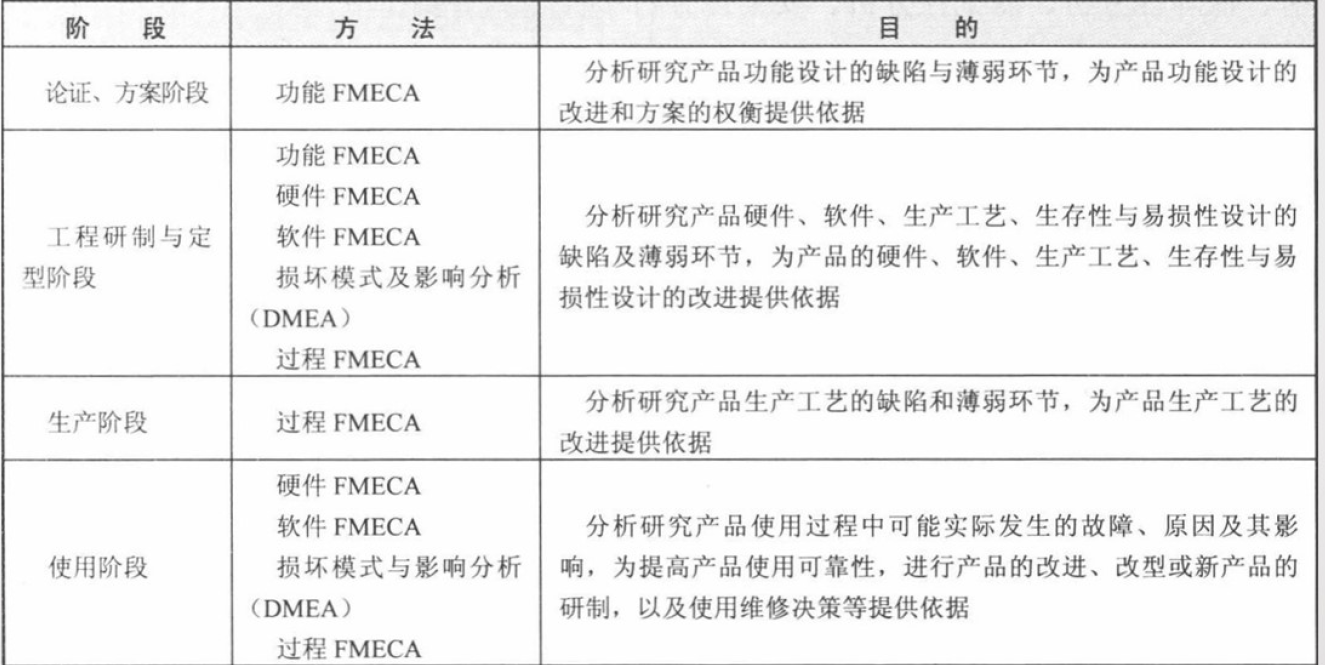 阶 段 方 法 目 的
论证、方案阶段
功能 FMECA
分析研究产品功能设计的缺陷与薄弱环节，为产品功能设计的
改进和方案的权衡提供依据
工程研制与定
型阶段
功能 FMECA
硬件 FMECA
软件 FMECA
损坏模式及影响分析
（DMEA）
过程 FMECA
分析研究产品硬件、软件、生产工艺、生存性与易损性设计的
缺陷及薄弱环节，为产品的硬件、软件、生产工艺、生存性与易
损性设计的改进提供依据
生产阶段
过程 FMECA
分析研究产品生产工艺的缺陷和薄弱环节，为产品生产工艺的
改进提供依据
使用阶段
硬件 FMECA
软件 FMECA
损坏模式与影响分析
（DMEA）
过程 FMECA
分析研究产品使用过程中可能实际发生的故障、原因及其影
响，为提高产品使用可靠性，进行产品的改进、改型或新产品的
研制，以及使用维修决策等提供依据